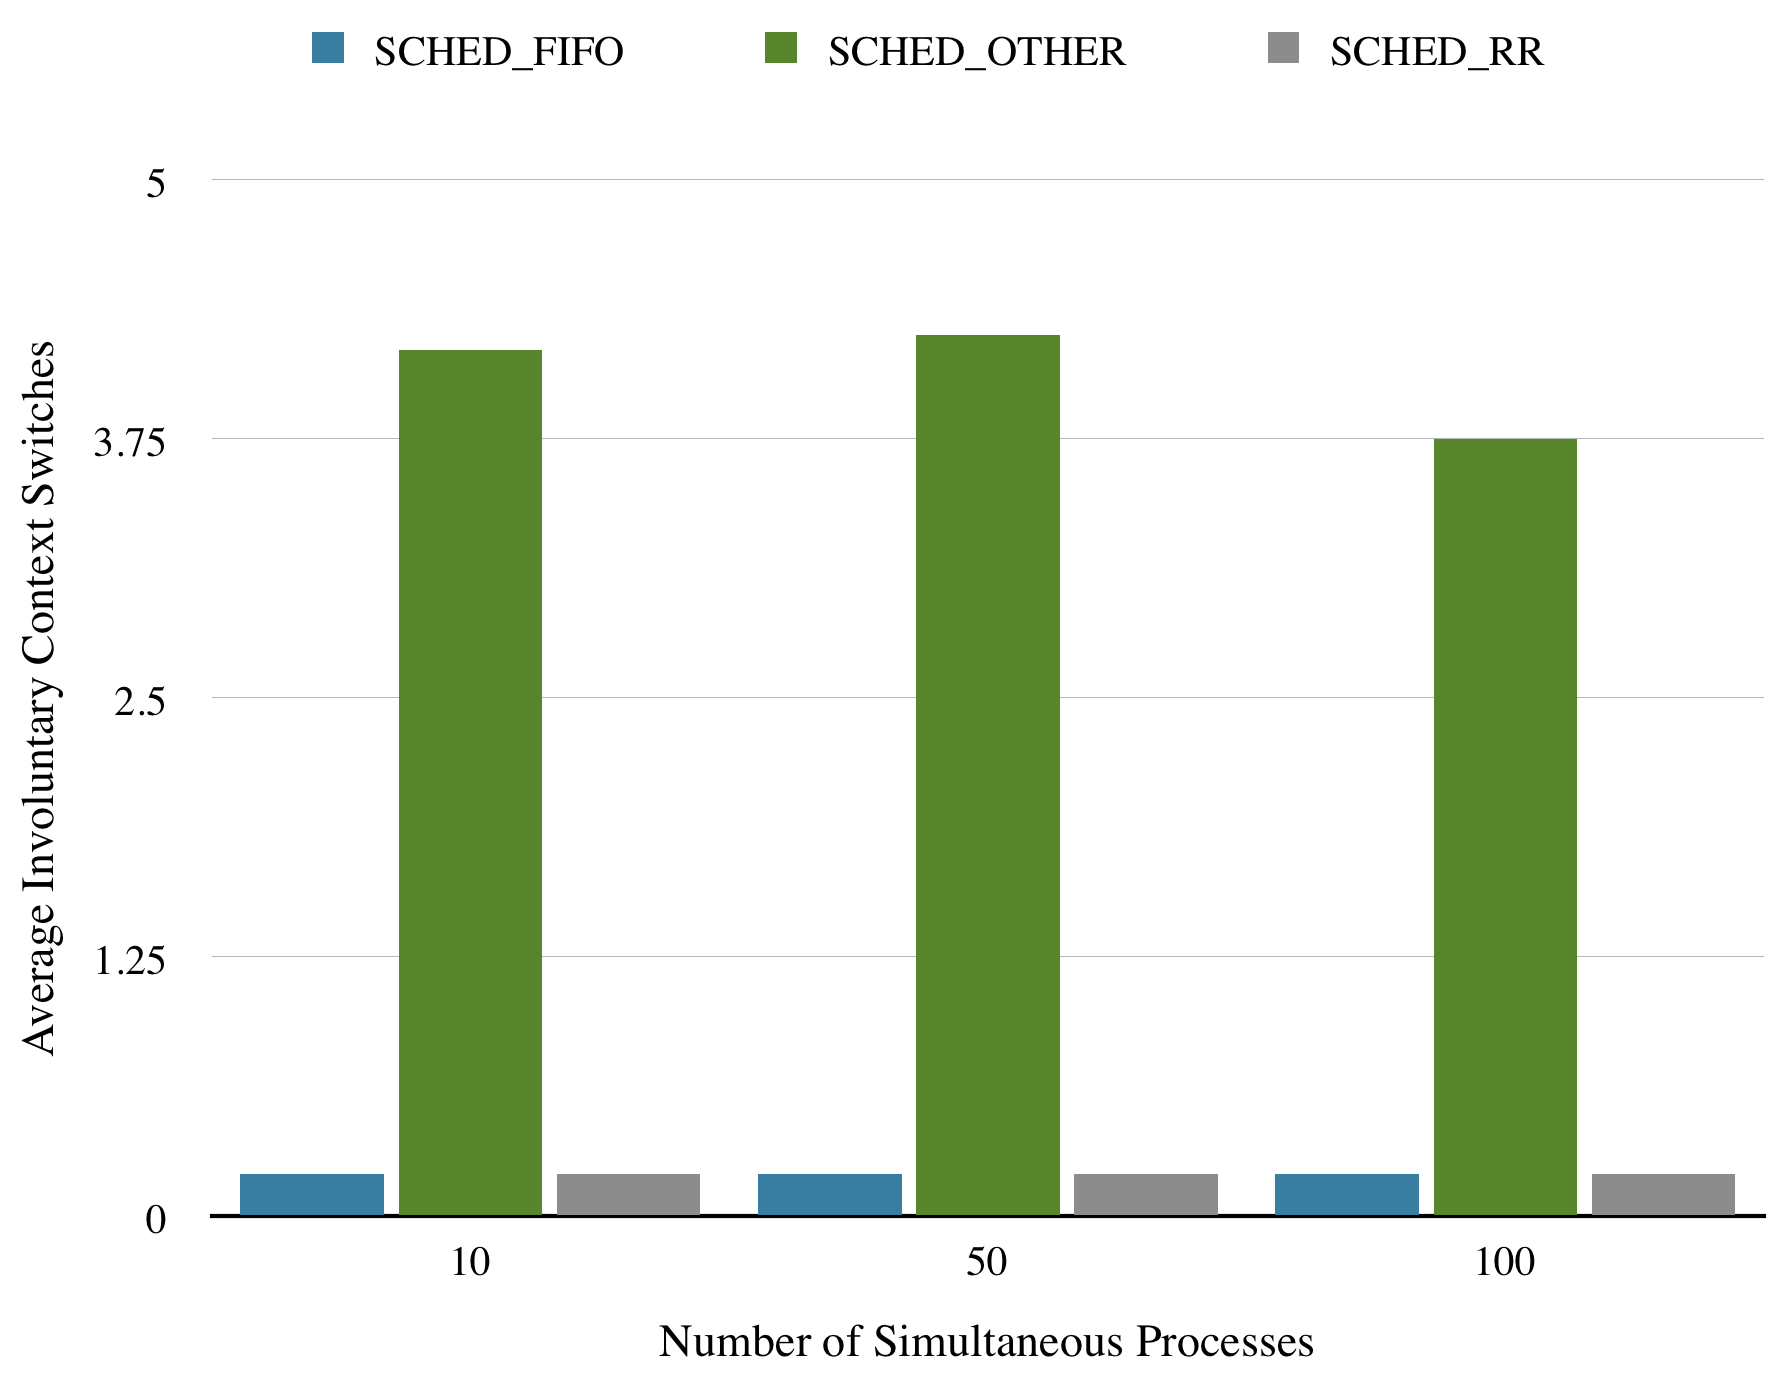 SCHED_FIFO SCHED_OTHER SCHED_RR
5
3.75
2.5
1.25
0
Average Involuntary Context Switches
10 50 100
Number of Simultaneous Processes